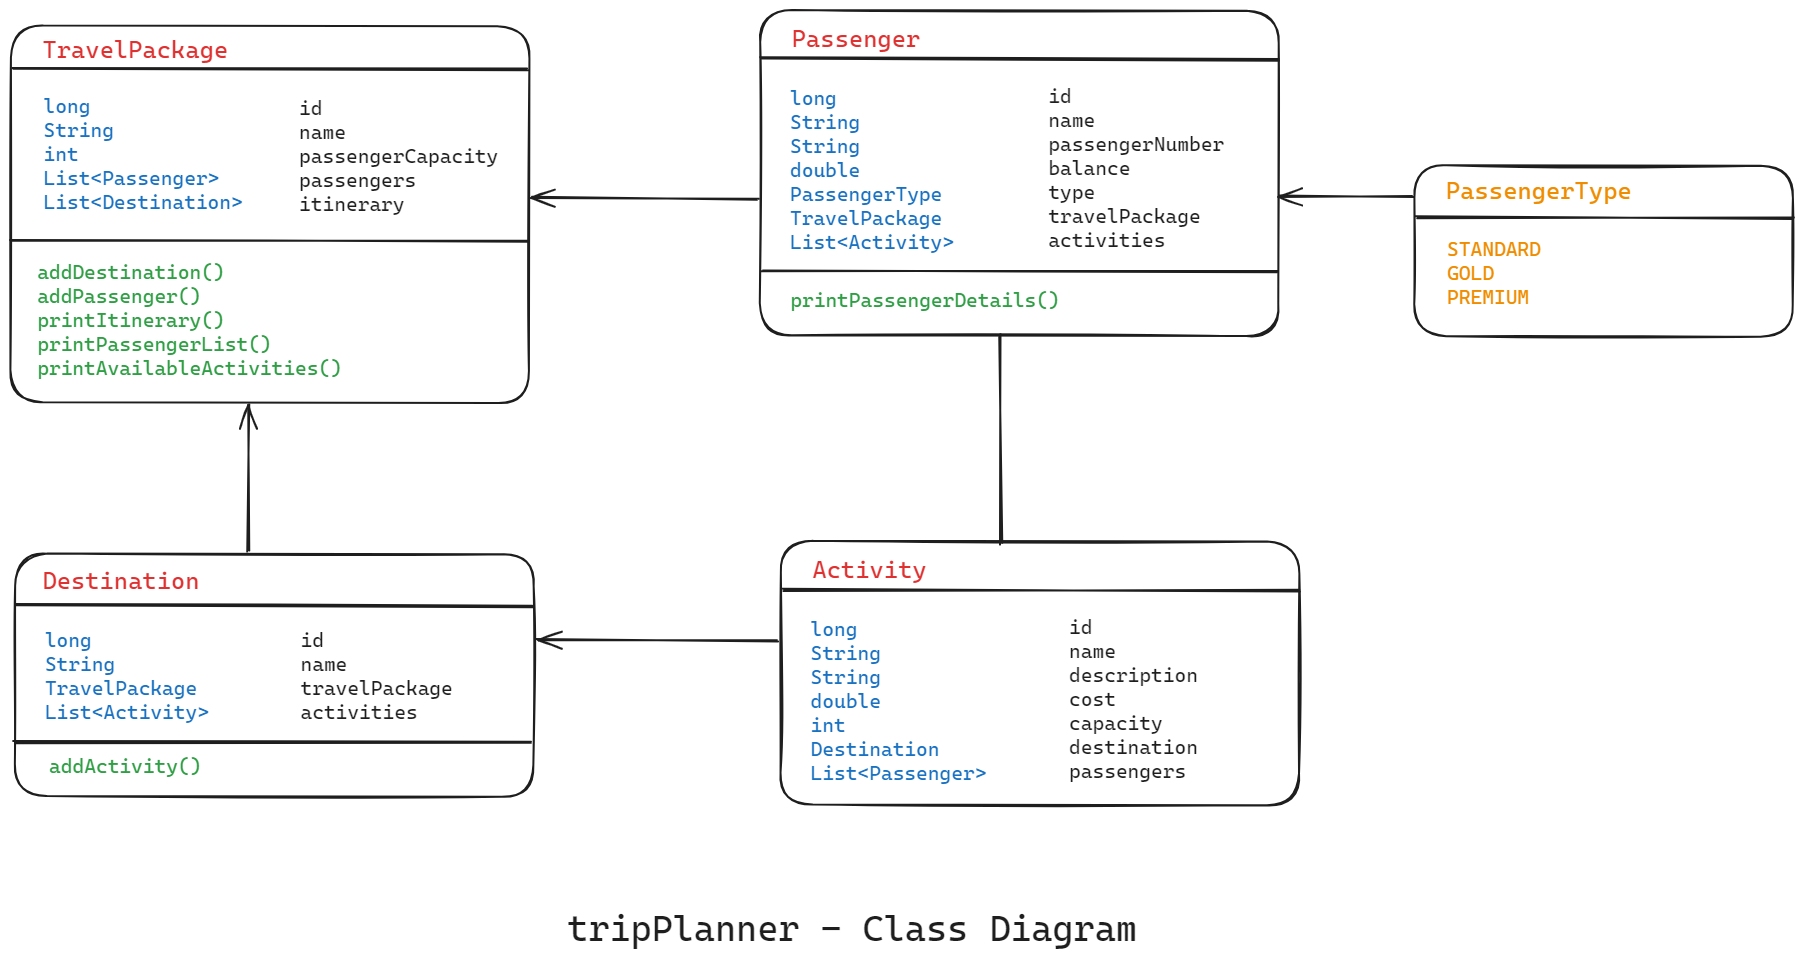 TravelPackage
long id
String name
int passengerCapacity
List<Passenger> passengers
List<Destination> itinerary
addDestination()
addPassenger()
printItinerary()
printPassengerList()
printAvailableActivities()
Passenger
long id
String name
String passengerNumber
double balance
PassengerType type
TravelPackage travelPackage
List<Activity> activities
printPassengerDetails()
PassengerType
STANDARD
GOLD
PREMIUM
Destination
long id
String name
TravelPackage travelPackage
List<Activity> activities
addActivity()
Activity
long id
String name
String description
double cost
int capacity
Destination destination
List<Passenger> passengers
tripPlanner - Class Diagram